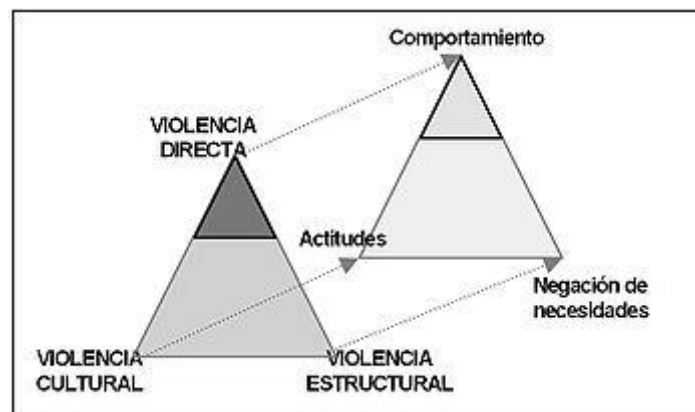 Comportamiento
VIOLENCIA
DIRECTA
Actitudes
Negación de
necesidades
VIOLENCIA
CULTURAL
VIOLENCIA
ESTRUCTURAL